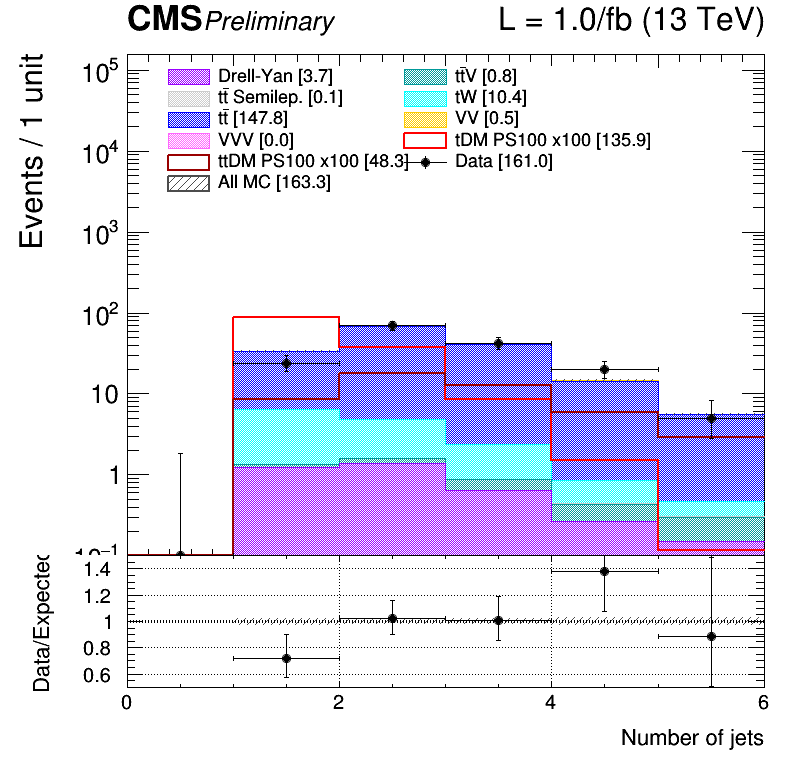 CMS Preliminary L = 1.0/fb (13 TeV)
Events / 1 unit
10⁵
10⁴
10³
10²
10
1
10⁻¹
Drell-Yan [3.7] tt̄V [0.8]
tt̄ Semilep. [0.1] tW [10.4]
tt̄ [147.8] VV [0.5]
VVV [0.0] tDM PS100 x100 [135.9]
ttDM PS100 x100 [48.3] Data [161.0]
All MC [163.3]
Data/Expected
1.4
1.2
1
0.8
0.6
0 2 4 6
Number of jets